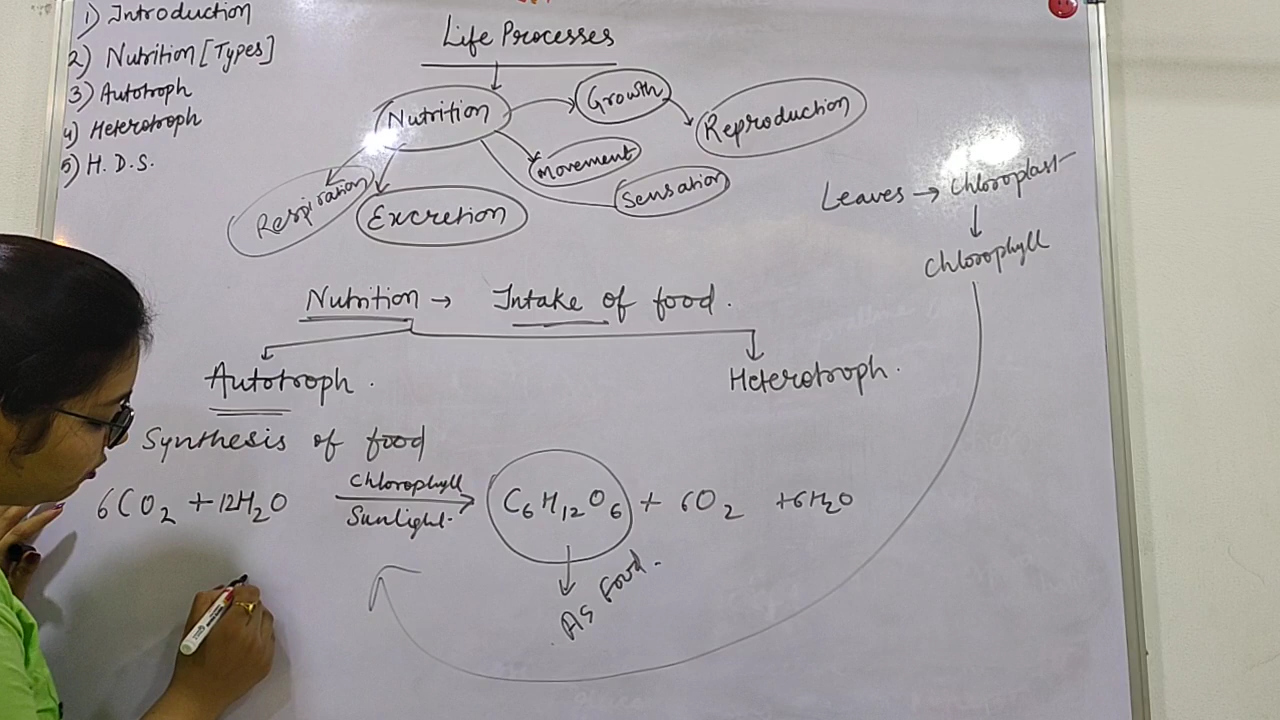 1) Introduction
2) Nutrition [Types]
3) Autotroph
4) Heterotroph
5) H. D. S.
Life Processes
Nutrition
Growth
Reproduction
Movement
Sensation
Respiration
Excretion
Leaves → Chloroplast
Chlorophyll
Nutrition → Intake of food.
Autotroph.
Heterotroph.
Synthesis of food
6CO2 + 12H2O Chlorophyll Sunlight. → C6H12O6 + 6O2 + 6H2O
As food.